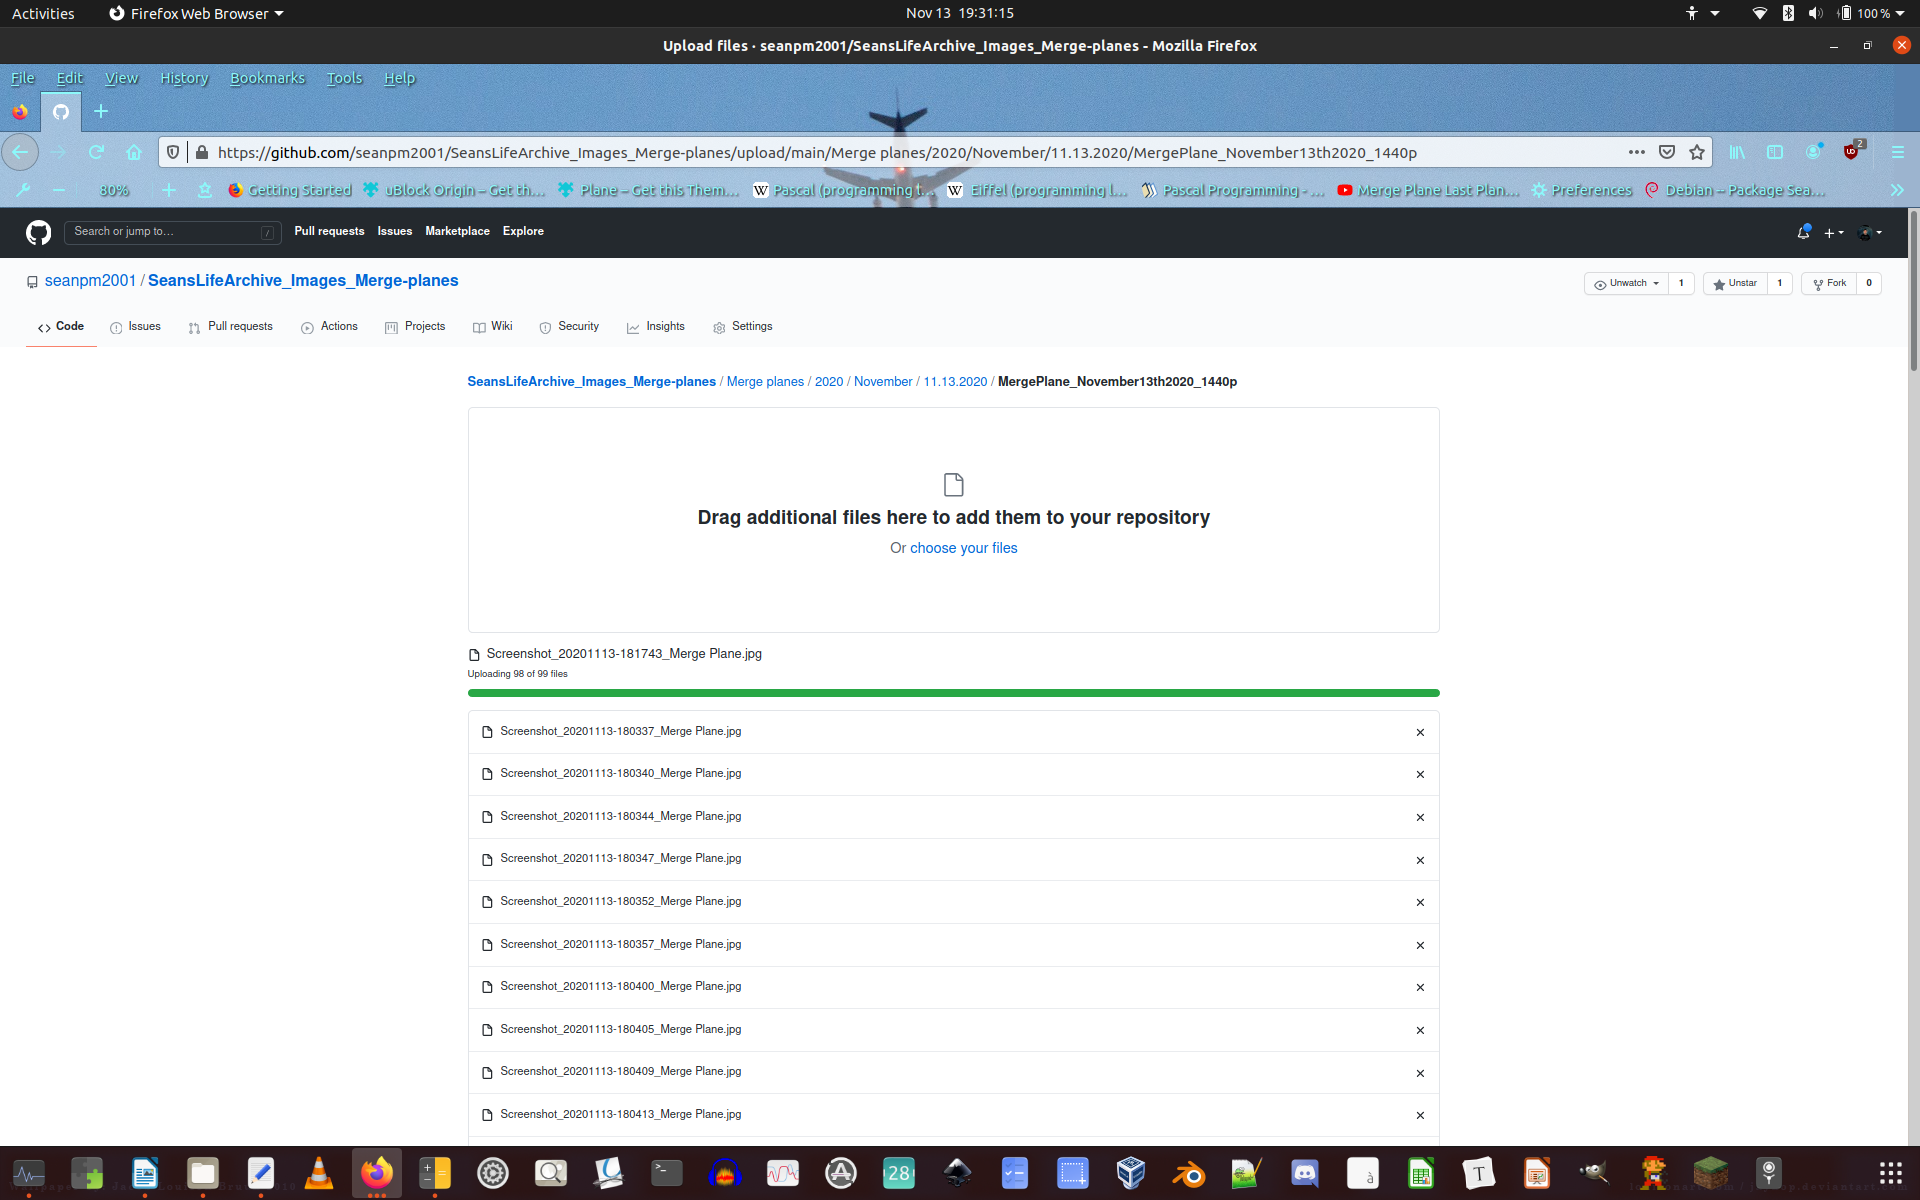 Activities Firefox Web Browser Nov 13 19:31:15 100 %
Upload files · seanpm2001/SeansLifeArchive_Images_Merge-planes - Mozilla Firefox
File Edit View History Bookmarks Tools Help
https://github.com/seanpm2001/SeansLifeArchive_Images_Merge-planes/upload/main/Merge planes/2020/November/11.13.2020/MergePlane_November13th2020_1440p 2
80% Getting Started uBlock Origin – Get th... Plane – Get this Them... Pascal (programming l... Eiffel (programming l... Pascal Programming - ... Merge Plane Last Plan... Preferences Debian -- Package Sea...
Search or jump to... / Pull requests Issues Marketplace Explore
seanpm2001 / SeansLifeArchive_Images_Merge-planes Unwatch 1 Unstar 1 Fork 0
Code Issues Pull requests Actions Projects Wiki Security Insights Settings
SeansLifeArchive_Images_Merge-planes / Merge planes / 2020 / November / 11.13.2020 / MergePlane_November13th2020_1440p
Drag additional files here to add them to your repository
Or choose your files
Screenshot_20201113-181743_Merge Plane.jpg
Uploading 98 of 99 files
Screenshot_20201113-180337_Merge Plane.jpg
Screenshot_20201113-180340_Merge Plane.jpg
Screenshot_20201113-180344_Merge Plane.jpg
Screenshot_20201113-180347_Merge Plane.jpg
Screenshot_20201113-180352_Merge Plane.jpg
Screenshot_20201113-180357_Merge Plane.jpg
Screenshot_20201113-180400_Merge Plane.jpg
Screenshot_20201113-180405_Merge Plane.jpg
Screenshot_20201113-180409_Merge Plane.jpg
Screenshot_20201113-180413_Merge Plane.jpg
28